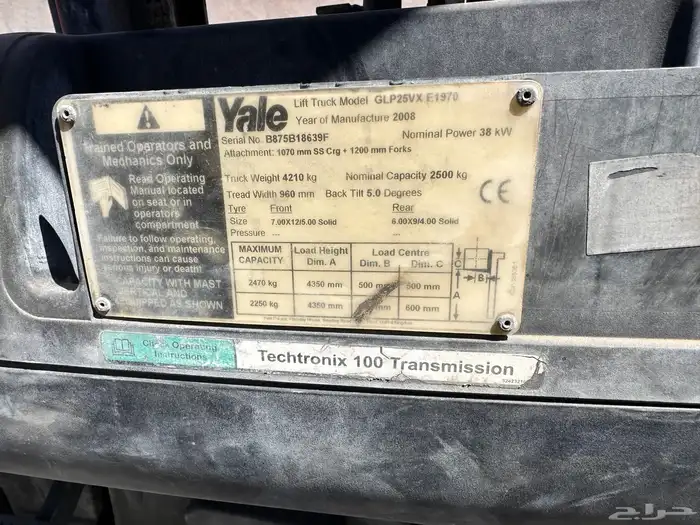 Yale
Lift Truck Model GLP25VX E1970
Year of Manufacture 2008
Serial No. B875B18639F
Nominal Power 38 kW
Attachment: 1070 mm SS Crg + 1200 mm Forks
Truck Weight 4210 kg Nominal Capacity 2500 kg
Tread Width 960 mm Back Tilt 5.0 Degrees
Tyre Front Rear
Size 7.00X12/5.00 Solid 6.00X9/4.00 Solid
Pressure ... ...
MAXIMUM CAPACITY Load Height Dim. A Load Centre Dim. B Dim. C
2470 kg 4350 mm 500 mm 500 mm
2250 kg 4350 mm 600 mm
C
B
A
CE
Trained Operators and
Mechanics Only
Read Operating
Manual located
on seat or in
operators
compartment
Failure to follow operating,
inspection, and maintenance
instructions can cause
serious injury or death!
CAPACITY WITH MAST
EQUIPPED AS SHOWN
Check Operating
Instructions
Techtronix 100 Transmission
حراج